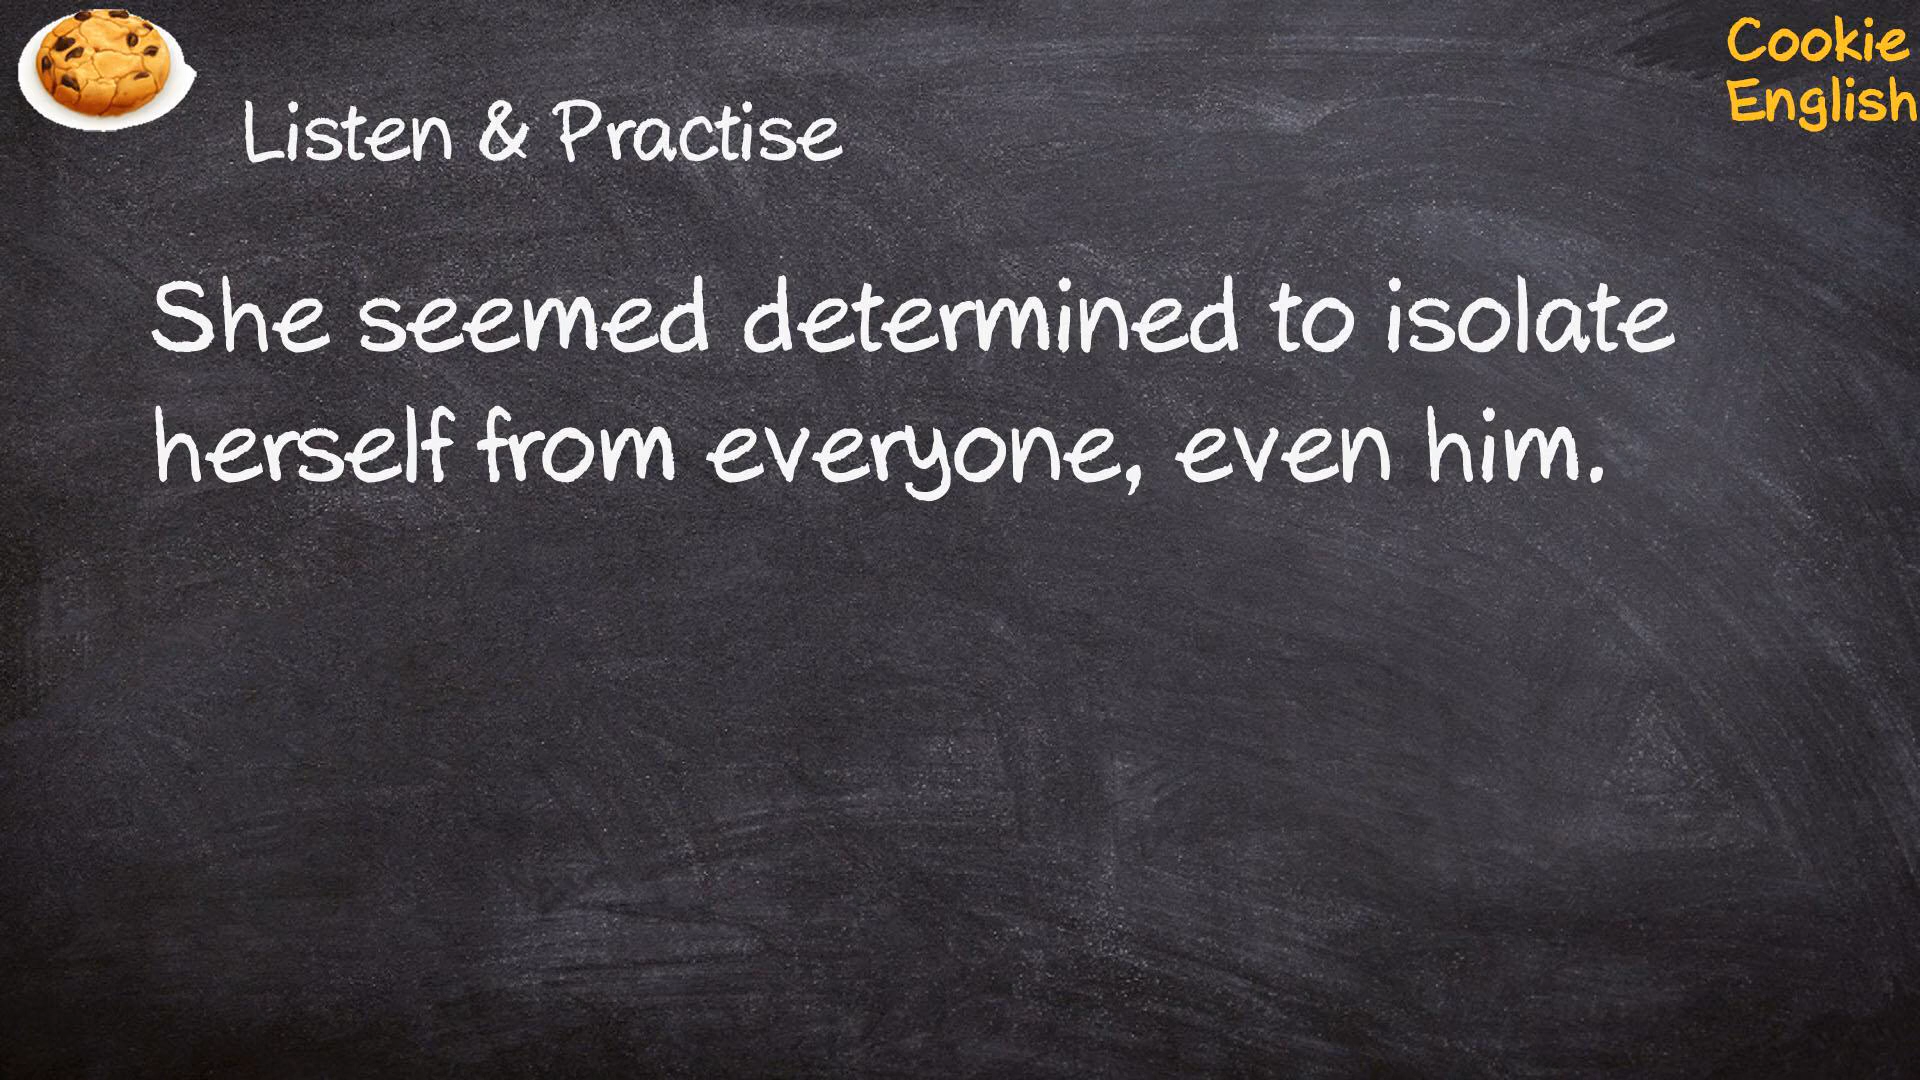 Cookie
English
Listen & Practise
She seemed determined to isolate
herself from everyone, even him.